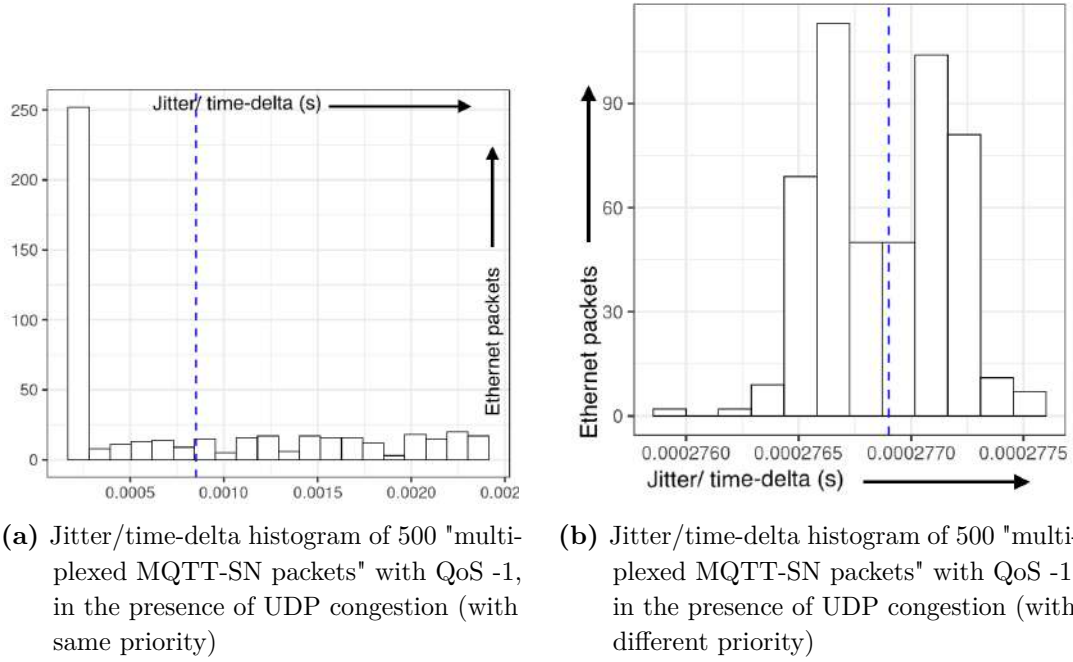 250
200
150
100
50
0
Jitter/ time-delta (s)
Ethernet packets
0.0005 0.0010 0.0015 0.0020 0.002
90
60
30
0
Ethernet packets
0.0002760 0.0002765 0.0002770 0.0002775
Jitter/ time-delta (s)
(a) Jitter/time-delta histogram of 500 "multi-
plexed MQTT-SN packets" with QoS -1,
in the presence of UDP congestion (with
same priority)
(b) Jitter/time-delta histogram of 500 "multi-
plexed MQTT-SN packets" with QoS -1
in the presence of UDP congestion (with
different priority)